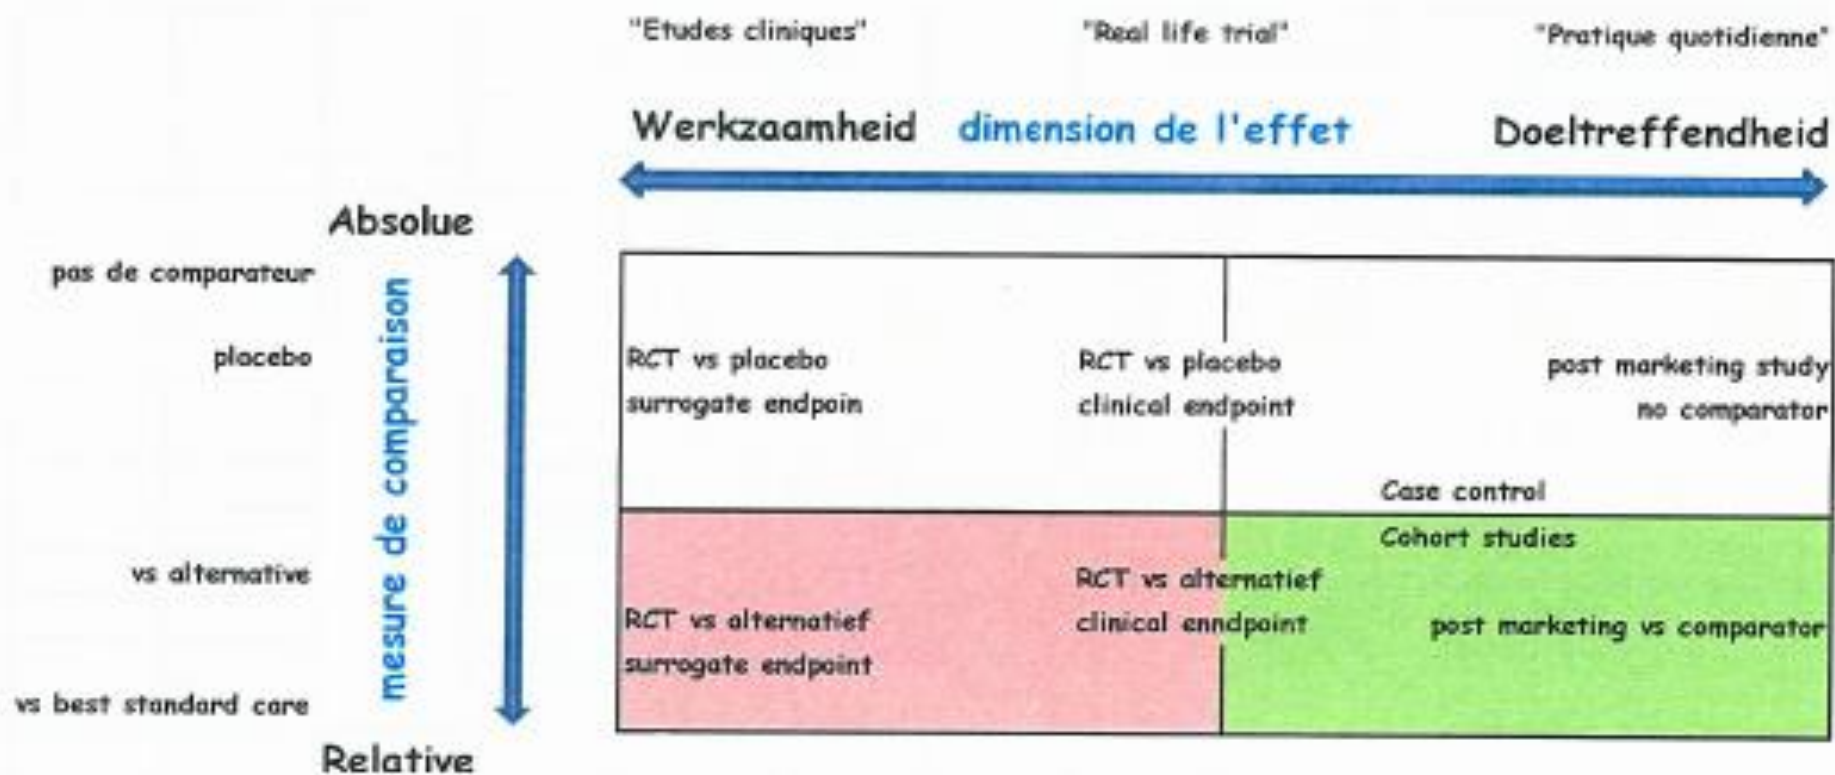 "Etudes cliniques" "Real life trial" "Pratique quotidienne"
Werkzaamheid dimension de l'effet Doeltreffendheid
Absolue
pas de comparateur
mesure de comparaison
placebo
RCT vs placebo
surrogate endpoin
RCT vs placebo
clinical endpoint
post marketing study
no comparator
Case control
Cohort studies
vs alternative
RCT vs alternatief
surrogate endpoint
RCT vs alternatief
clinical enndpoint
post marketing vs comparator
vs best standard care
Relative